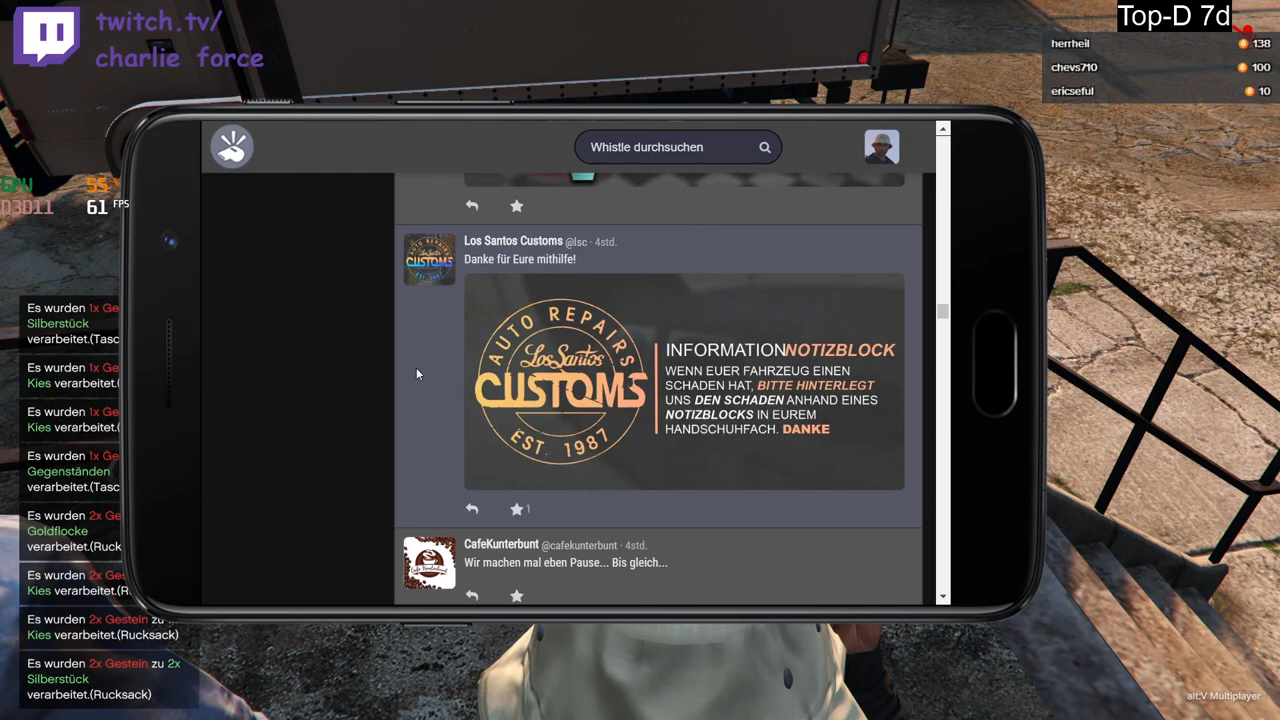 twitch.tv/
charlie force
Top-D 7d
herrheil 138
chevs710 100
ericseful 10
GPU 55
D3D11 61 FPS
Whistle durchsuchen
Los Santos Customs @lsc · 4std.
Danke für Eure mithilfe!
AUTO REPAIRS
Los Santos
CUSTOMS
EST. 1987
INFORMATIONNOTIZBLOCK
WENN EUER FAHRZEUG EINEN
SCHADEN HAT, BITTE HINTERLEGT
UNS DEN SCHADEN ANHAND EINES
NOTIZBLOCKS IN EUREM
HANDSCHUHFACH. DANKE
1
CafeKunterbunt @cafekunterbunt · 4std.
Wir machen mal eben Pause... Bis gleich...
Es wurden 1x Ge
Silberstück
verarbeitet.(Tasc
Es wurden 1x Ge
Kies verarbeitet.(
Es wurden 1x Ge
Kies verarbeitet.(
Es wurden 1x Ge
Gegenständen
verarbeitet.(Tasc
Es wurden 2x Ge
Goldflocke
verarbeitet.(Ruck
Es wurden 2x Ges
Kies verarbeitet.(R
Es wurden 2x Gestein zu
Kies verarbeitet.(Rucksack)
Es wurden 2x Gestein zu 2x
Silberstück
verarbeitet.(Rucksack)
alt:V Multiplayer